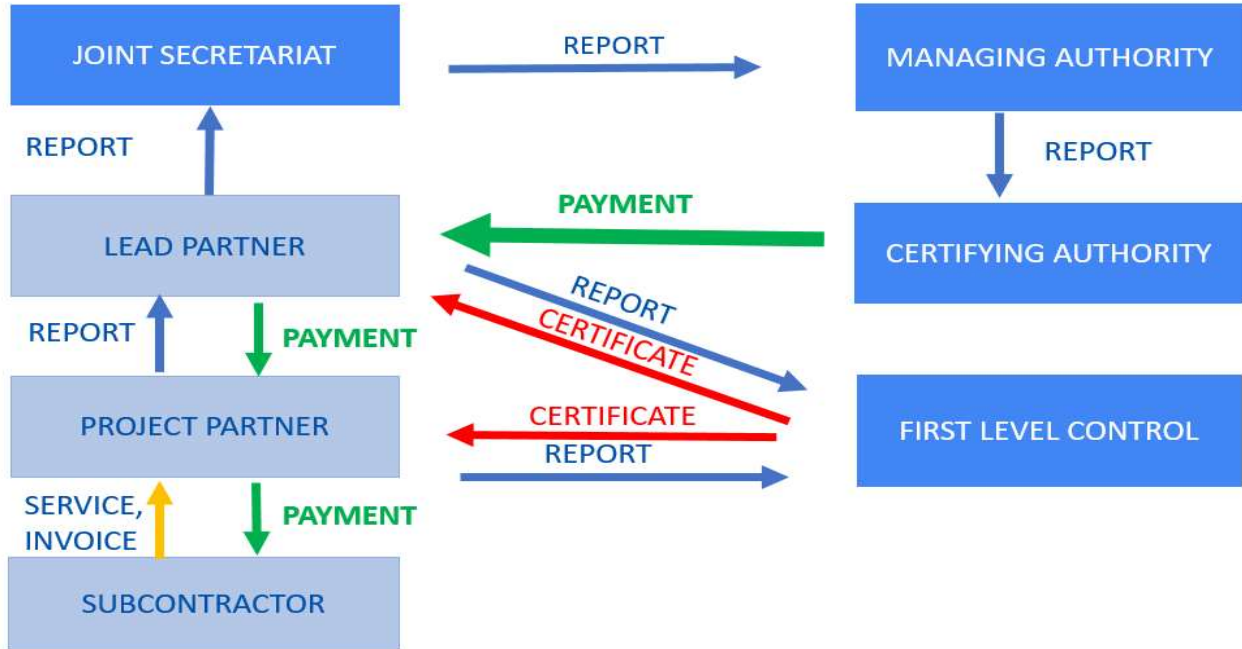 JOINT SECRETARIAT
REPORT
MANAGING AUTHORITY
REPORT
REPORT
PAYMENT
LEAD PARTNER
CERTIFYING AUTHORITY
REPORT
CERTIFICATE
REPORT
PAYMENT
PROJECT PARTNER
CERTIFICATE
REPORT
FIRST LEVEL CONTROL
SERVICE,
INVOICE
PAYMENT
SUBCONTRACTOR